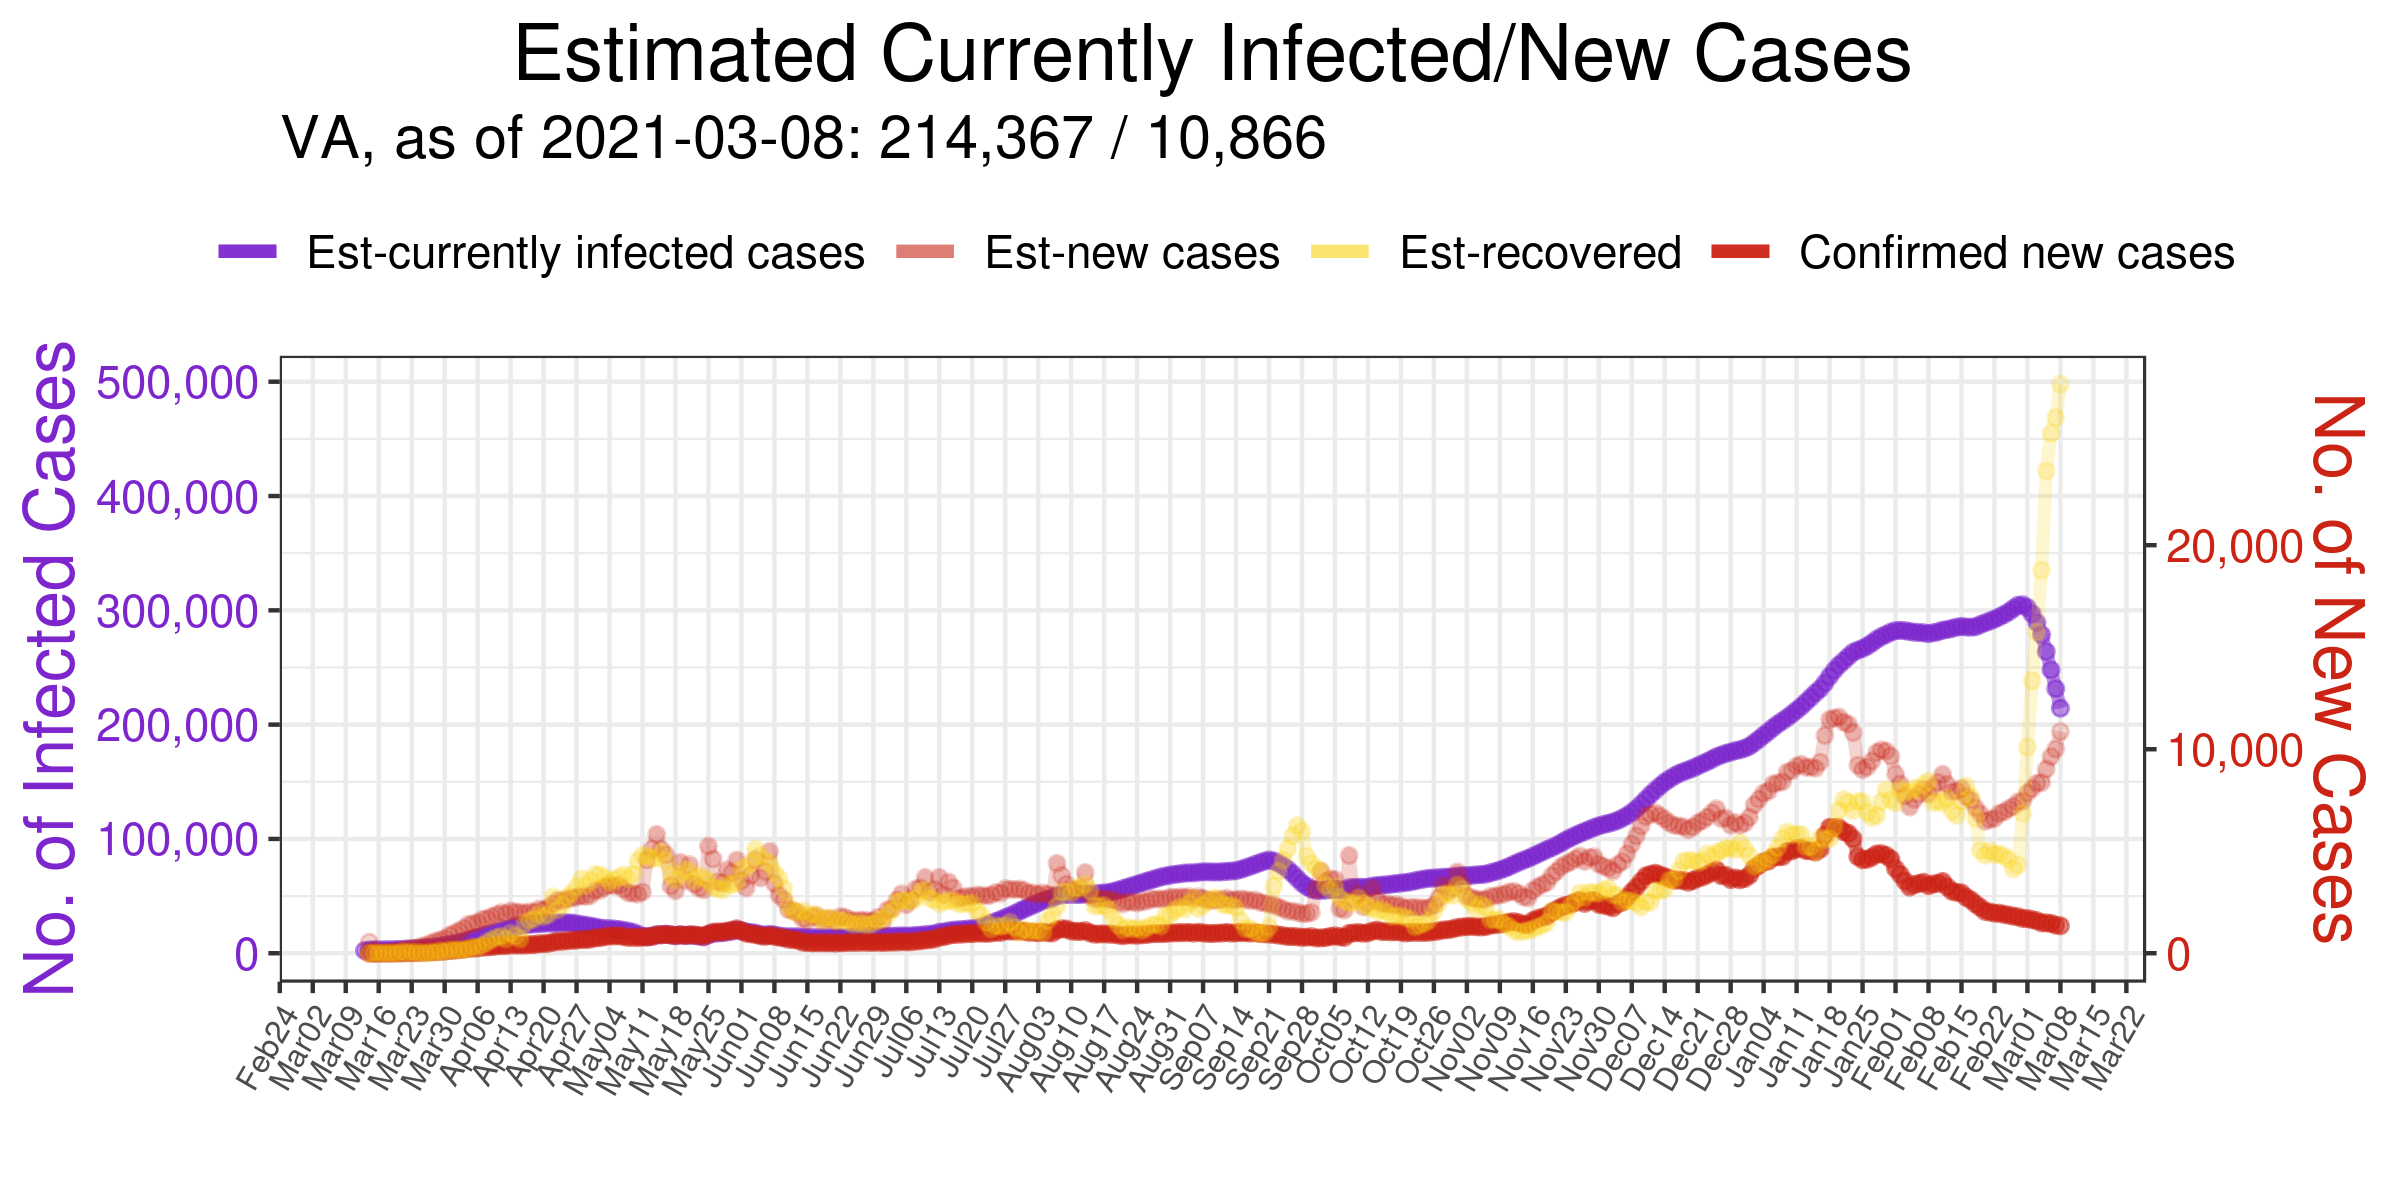 Estimated Currently Infected/New Cases
VA, as of 2021-03-08: 214,367 / 10,866
Est-currently infected cases Est-new cases Est-recovered Confirmed new cases
No. of Infected Cases
500,000
400,000
300,000
200,000
100,000
0
20,000
10,000
0
No. of New Cases
Feb24 Mar02 Mar09 Mar16 Mar23 Mar30 Apr06 Apr13 Apr20 Apr27 May04 May11 May18 May25 Jun01 Jun08 Jun15 Jun22 Jun29 Jul06 Jul13 Jul20 Jul27 Aug03 Aug10 Aug17 Aug24 Aug31 Sep07 Sep14 Sep21 Sep28 Oct05 Oct12 Oct19 Oct26 Nov02 Nov09 Nov16 Nov23 Nov30 Dec07 Dec14 Dec21 Dec28 Jan04 Jan11 Jan18 Jan25 Feb01 Feb08 Feb15 Feb22 Mar01 Mar08 Mar15 Mar22